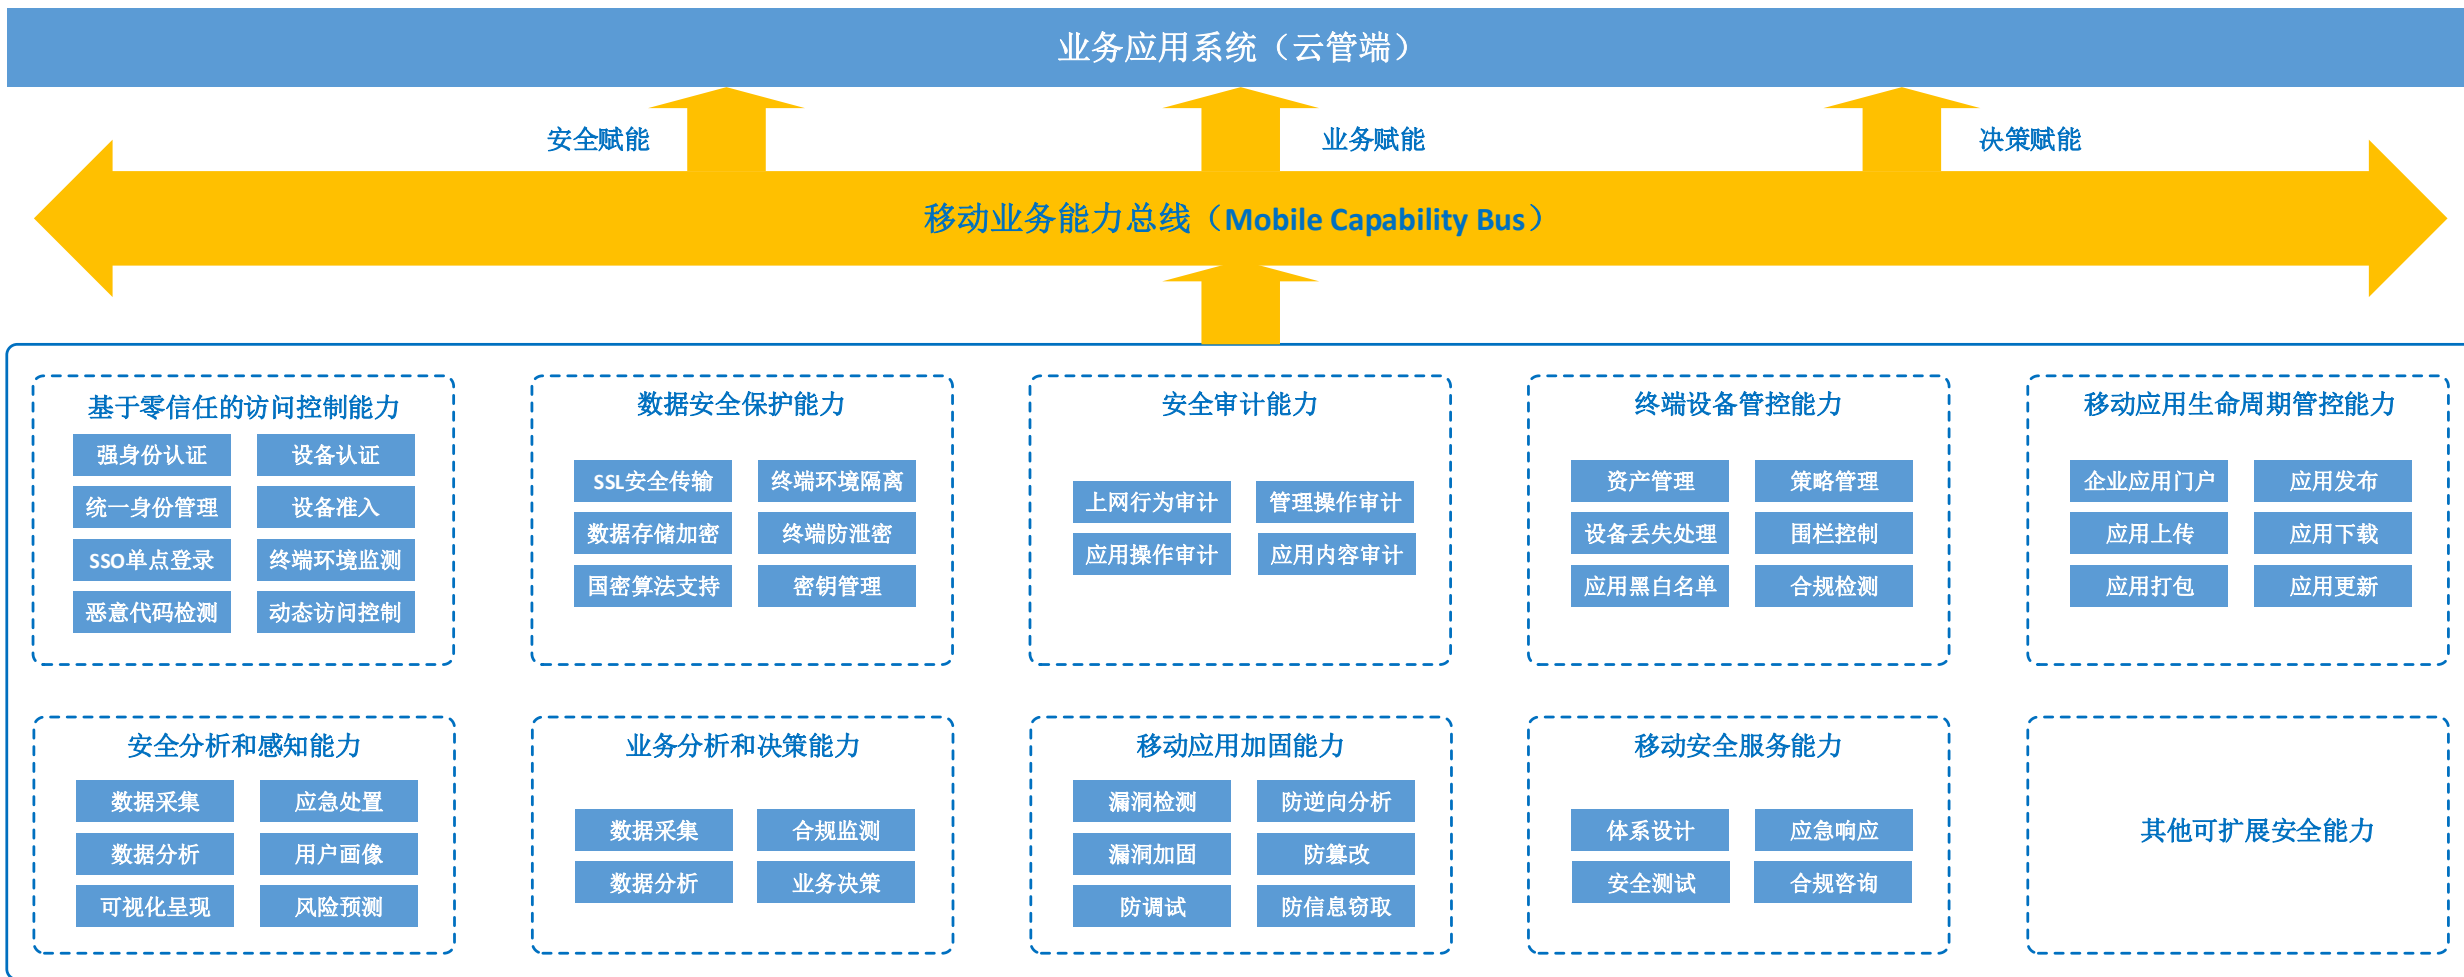 业务应用系统（云管端）
安全赋能
业务赋能
决策赋能
移动业务能力总线（Mobile Capability Bus）
基于零信任的访问控制能力
强身份认证
设备认证
统一身份管理
设备准入
SSO单点登录
终端环境监测
恶意代码检测
动态访问控制
数据安全保护能力
SSL安全传输
终端环境隔离
数据存储加密
终端防泄密
国密算法支持
密钥管理
安全审计能力
上网行为审计
管理操作审计
应用操作审计
应用内容审计
终端设备管控能力
资产管理
策略管理
设备丢失处理
围栏控制
应用黑白名单
合规检测
移动应用生命周期管控能力
企业应用门户
应用发布
应用上传
应用下载
应用打包
应用更新
安全分析和感知能力
数据采集
应急处置
数据分析
用户画像
可视化呈现
风险预测
业务分析和决策能力
数据采集
合规监测
数据分析
业务决策
移动应用加固能力
漏洞检测
防逆向分析
漏洞加固
防篡改
防调试
防信息窃取
移动安全服务能力
体系设计
应急响应
安全测试
合规咨询
其他可扩展安全能力